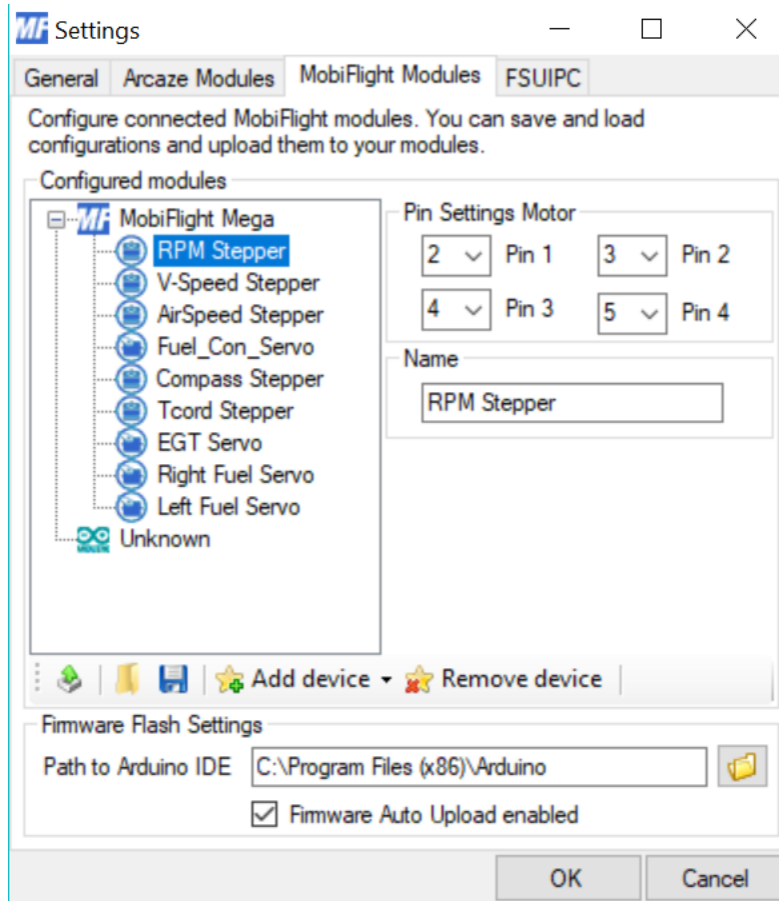 MF Settings
General Arcaze Modules MobiFlight Modules FSUIPC
Configure connected MobiFlight modules. You can save and load
configurations and upload them to your modules.
Configured modules
MF MobiFlight Mega
RPM Stepper
V-Speed Stepper
AirSpeed Stepper
Fuel_Con_Servo
Compass Stepper
Tcord Stepper
EGT Servo
Right Fuel Servo
Left Fuel Servo
Unknown
Pin Settings Motor
2 Pin 1 3 Pin 2
4 Pin 3 5 Pin 4
Name
RPM Stepper
Add device Remove device
Firmware Flash Settings
Path to Arduino IDE C:\Program Files (x86)\Arduino
Firmware Auto Upload enabled
OK Cancel